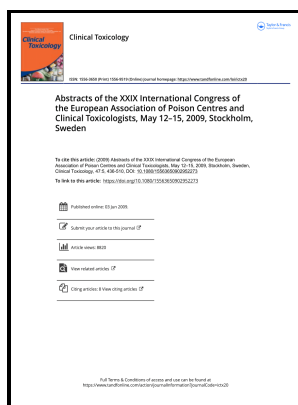 Clinical Toxicology
Taylor & Francis
Clinical Toxicology
ISSN: 1556-3650 (Print) 1556-9519 (Online) Journal homepage: https://www.tandfonline.com/loi/ictx20
Abstracts of the XXIX International Congress of
the European Association of Poison Centres and
Clinical Toxicologists, May 12–15, 2009, Stockholm,
Sweden
To cite this article: (2009) Abstracts of the XXIX International Congress of the European
Association of Poison Centres and Clinical Toxicologists, May 12–15, 2009, Stockholm, Sweden,
Clinical Toxicology, 47:5, 436-510, DOI: 10.1080/15563650902952273
To link to this article: https://doi.org/10.1080/15563650902952273
Published online: 03 Jun 2009.
Submit your article to this journal
Article views: 8820
View related articles
Citing articles: 8 View citing articles
Full Terms & Conditions of access and use can be found at
https://www.tandfonline.com/action/journalInformation?journalCode=ictx20